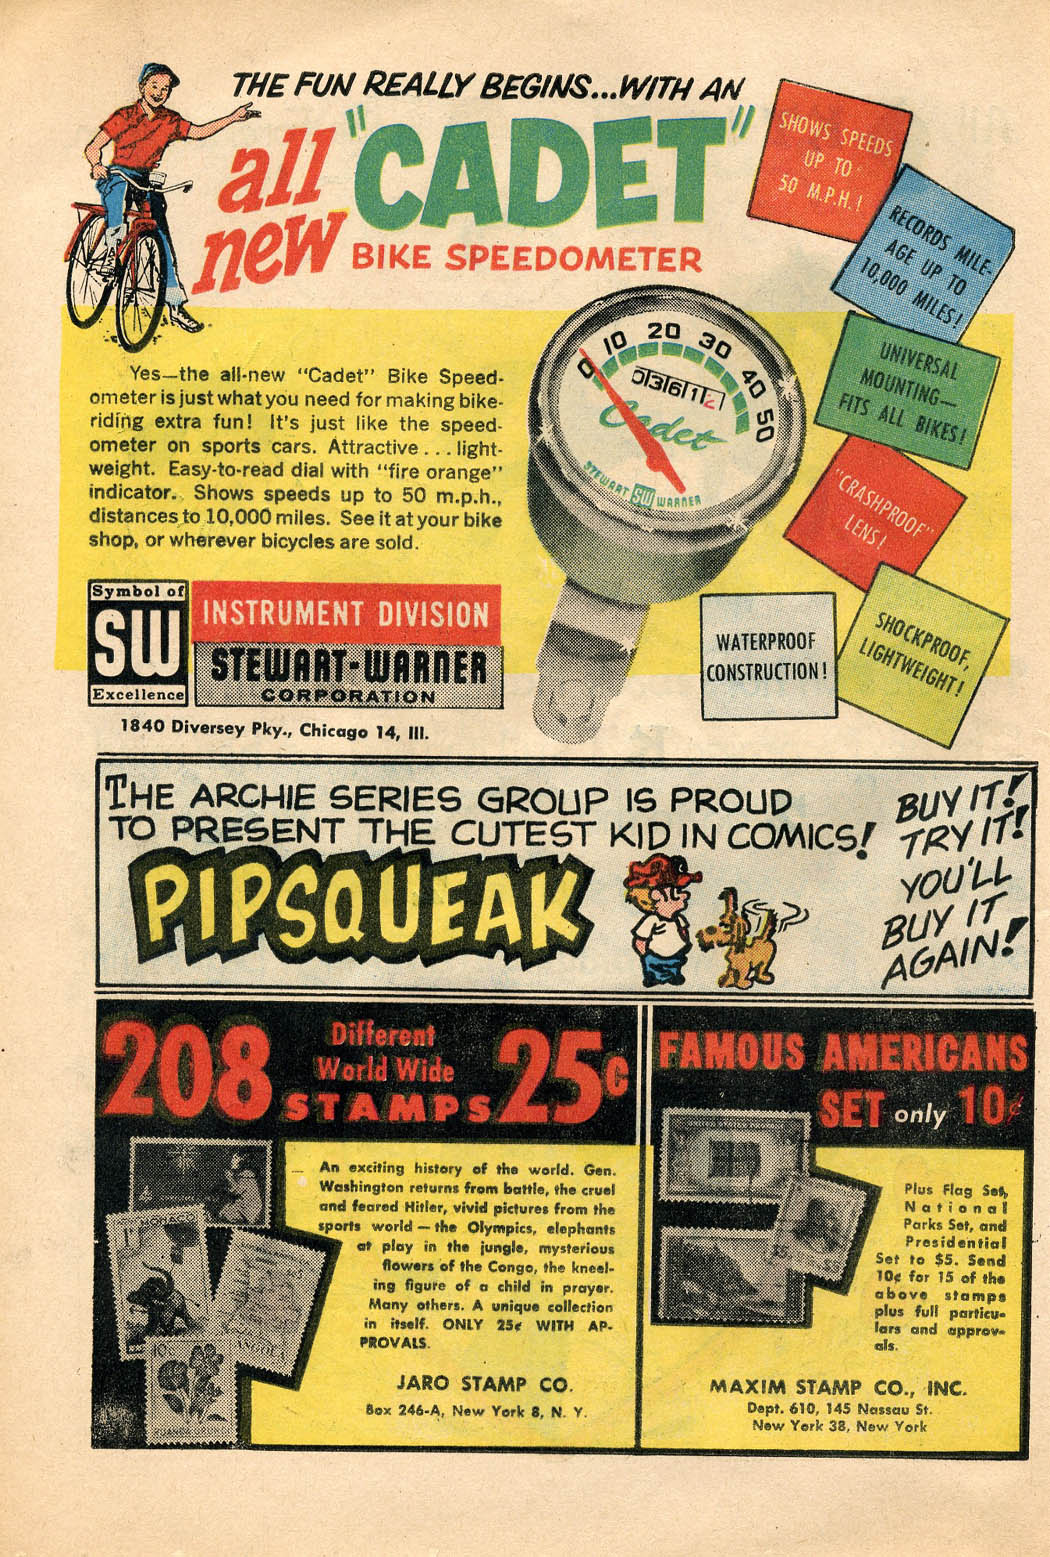 THE FUN REALLY BEGINS...WITH AN
all new "CADET"
BIKE SPEEDOMETER
SHOWS SPEEDS
UP TO
50 M.P.H.!
RECORDS MILE-
AGE UP TO
10,000 MILES!
UNIVERSAL
MOUNTING—
FITS ALL BIKES!
"CRASHPROOF"
LENS!
SHOCKPROOF,
LIGHTWEIGHT!
WATERPROOF
CONSTRUCTION!
0 10 20 30 40 50
036112
Cadet
STEWART SW WARNER
Yes—the all-new "Cadet" Bike Speed-
ometer is just what you need for making bike-
riding extra fun! It's just like the speed-
ometer on sports cars. Attractive . . . light-
weight. Easy-to-read dial with "fire orange"
indicator. Shows speeds up to 50 m.p.h.,
distances to 10,000 miles. See it at your bike
shop, or wherever bicycles are sold.
Symbol of
SW
Excellence
INSTRUMENT DIVISION
STEWART-WARNER
CORPORATION
1840 Diversey Pky., Chicago 14, Ill.
THE ARCHIE SERIES GROUP IS PROUD
TO PRESENT THE CUTEST KID IN COMICS!
PIPSQUEAK
BUY IT!
TRY IT!
YOU'LL
BUY IT
AGAIN!
208 Different
World Wide
STAMPS 25¢
An exciting history of the world. Gen.
Washington returns from battle, the cruel
and feared Hitler, vivid pictures from the
sports world — the Olympics, elephants
at play in the jungle, mysterious
flowers of the Congo, the kneel-
ing figure of a child in prayer.
Many others. A unique collection
in itself. ONLY 25¢ WITH AP-
PROVALS.
MONACO
JARO STAMP CO.
Box 246-A, New York 8, N. Y.
FAMOUS AMERICANS
SET only 10¢
Plus Flag Set,
National
Parks Set, and
Presidential
Set to $5. Send
10¢ for 15 of the
above stamps
plus full particu-
lars and approv-
als.
MAXIM STAMP CO., INC.
Dept. 610, 145 Nassau St.
New York 38, New York